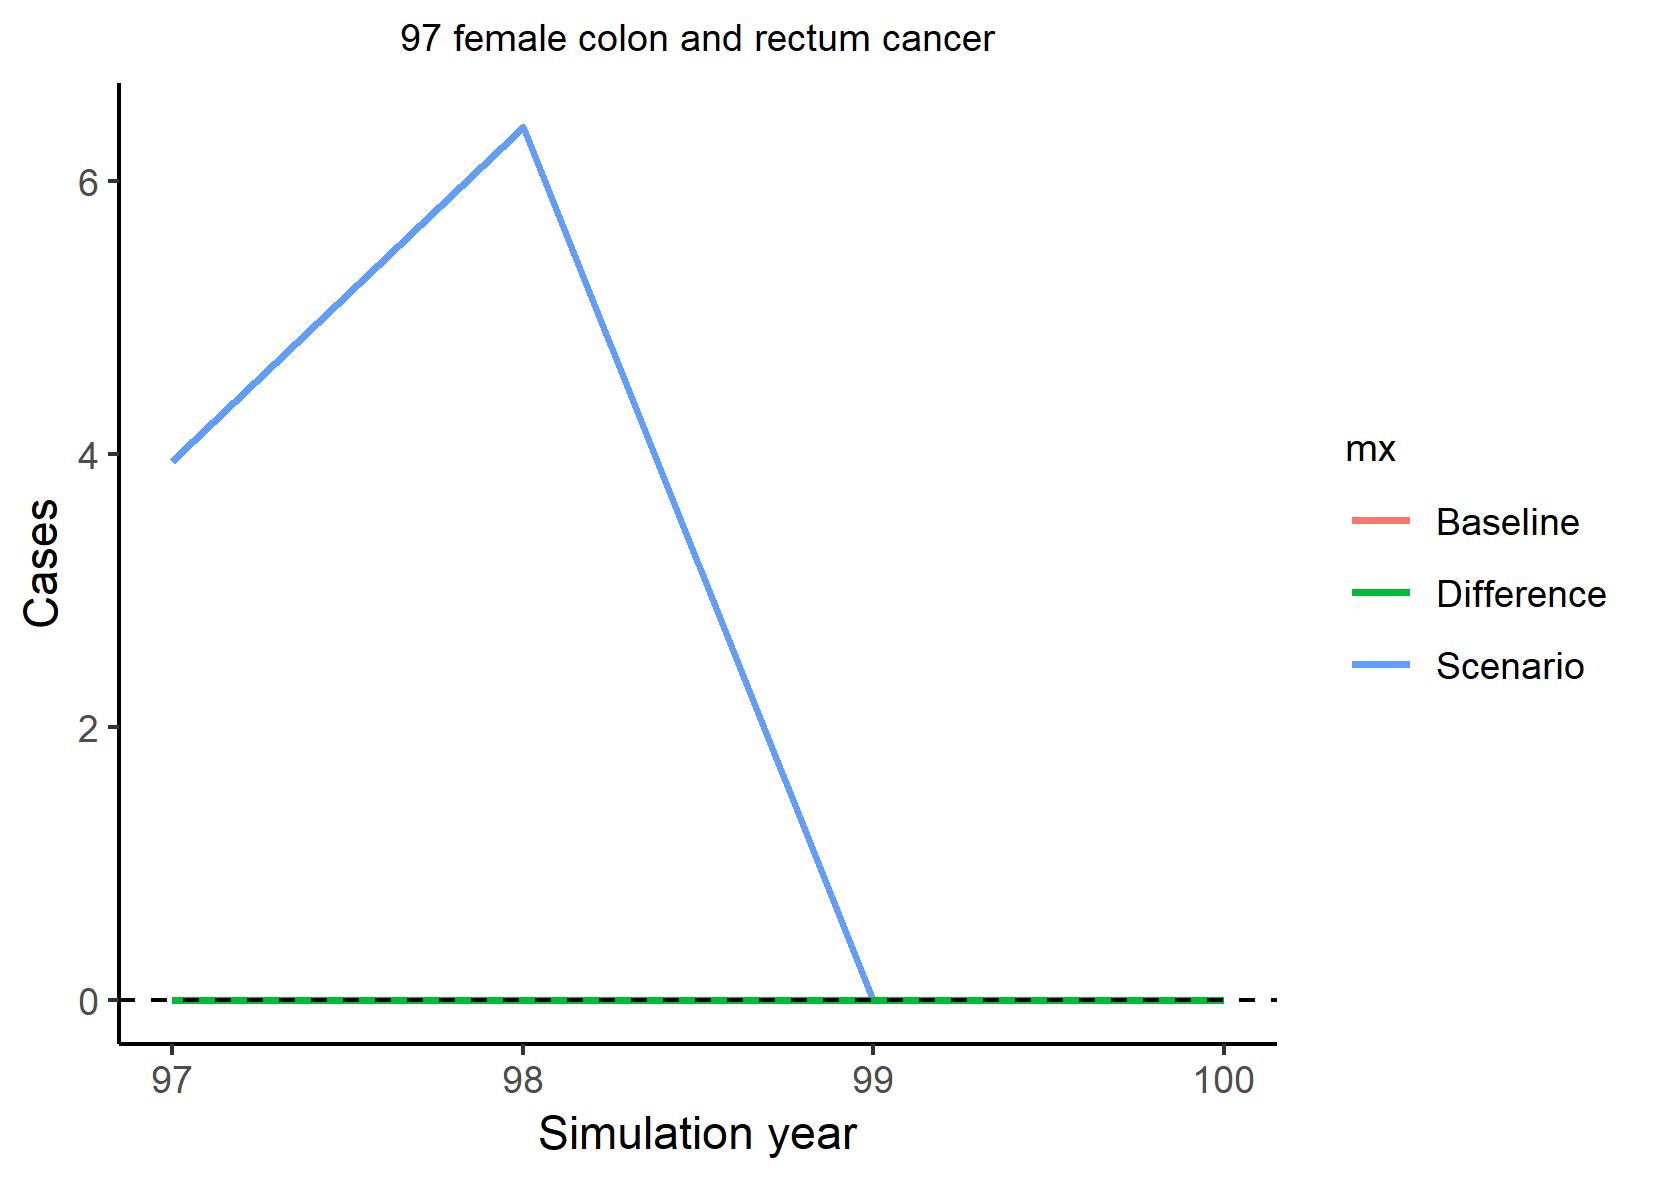 97 female colon and rectum cancer
Cases
6
4
2
0
97 98 99 100
Simulation year
mx
Baseline
Difference
Scenario